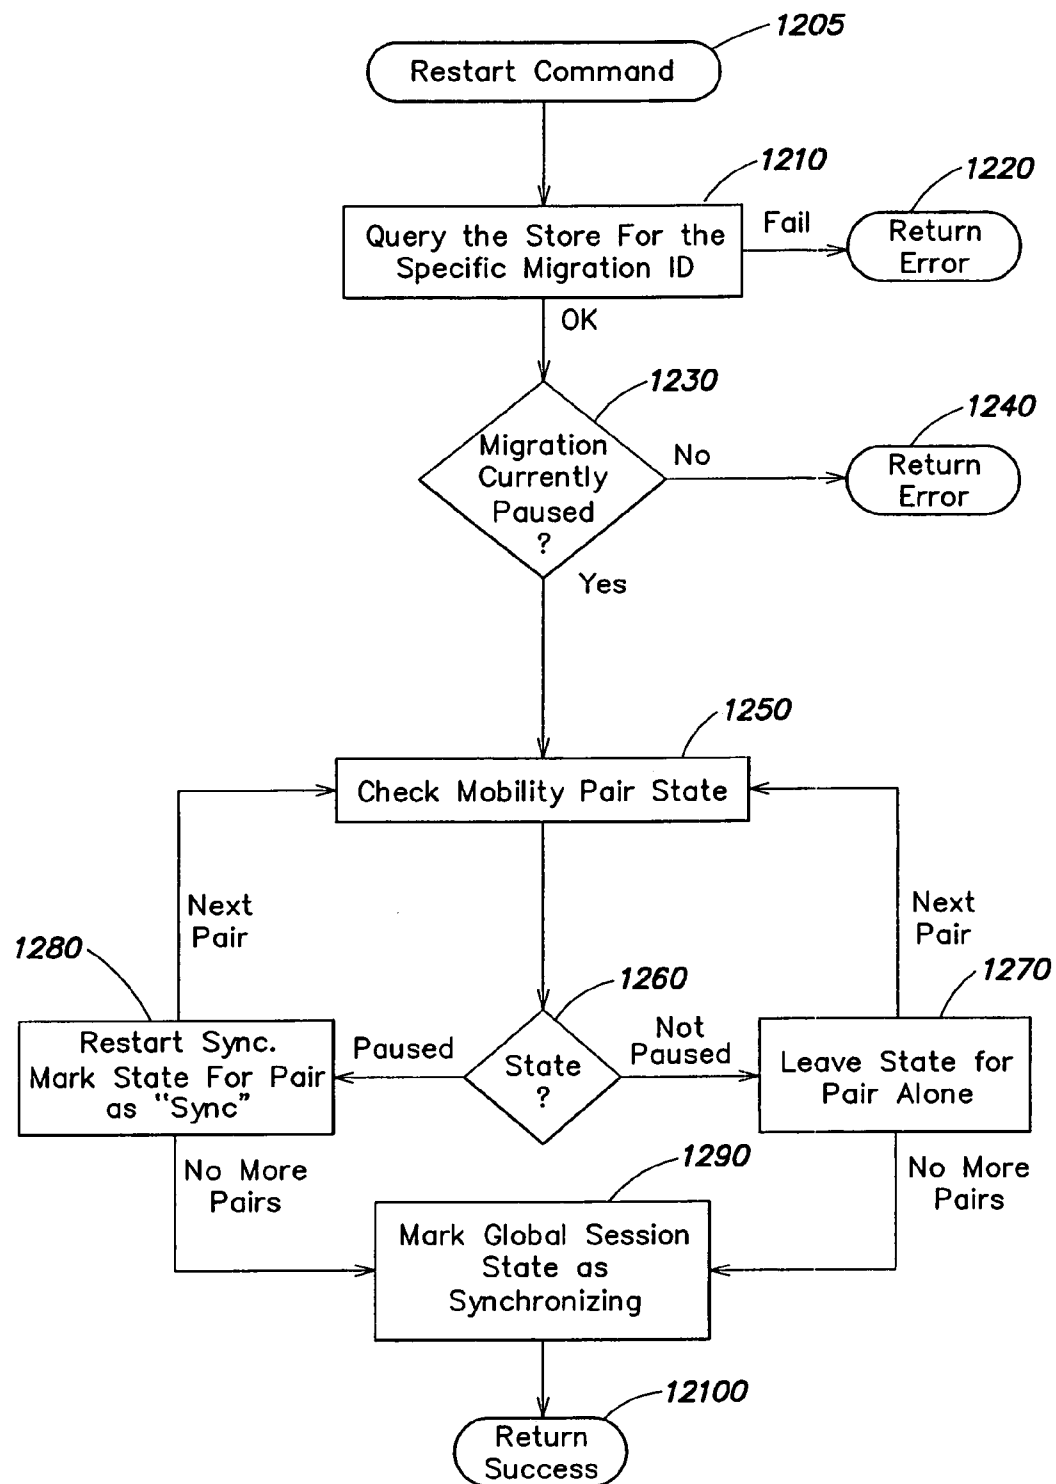 1205
Restart Command
1210
Query the Store For the
Specific Migration ID
Fail
1220
Return
Error
OK
1230
Migration
Currently
Paused
?
No
1240
Return
Error
Yes
1250
Check Mobility Pair State
Next
Pair
Next
Pair
1280
Restart Sync.
Mark State For Pair
as "Sync"
Paused
1260
State
?
Not
Paused
1270
Leave State for
Pair Alone
No More
Pairs
No More
Pairs
1290
Mark Global Session
State as
Synchronizing
12100
Return
Success